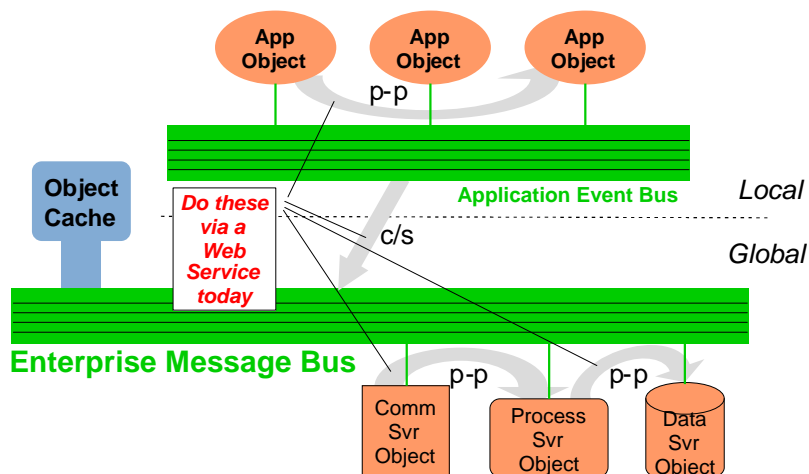 App
Object
App
Object
App
Object
p-p
Object
Cache
Do these
via a
Web
Service
today
Application Event Bus
Local
c/s
Global
Enterprise Message Bus
p-p
p-p
Comm
Svr
Object
Process
Svr
Object
Data
Svr
Object